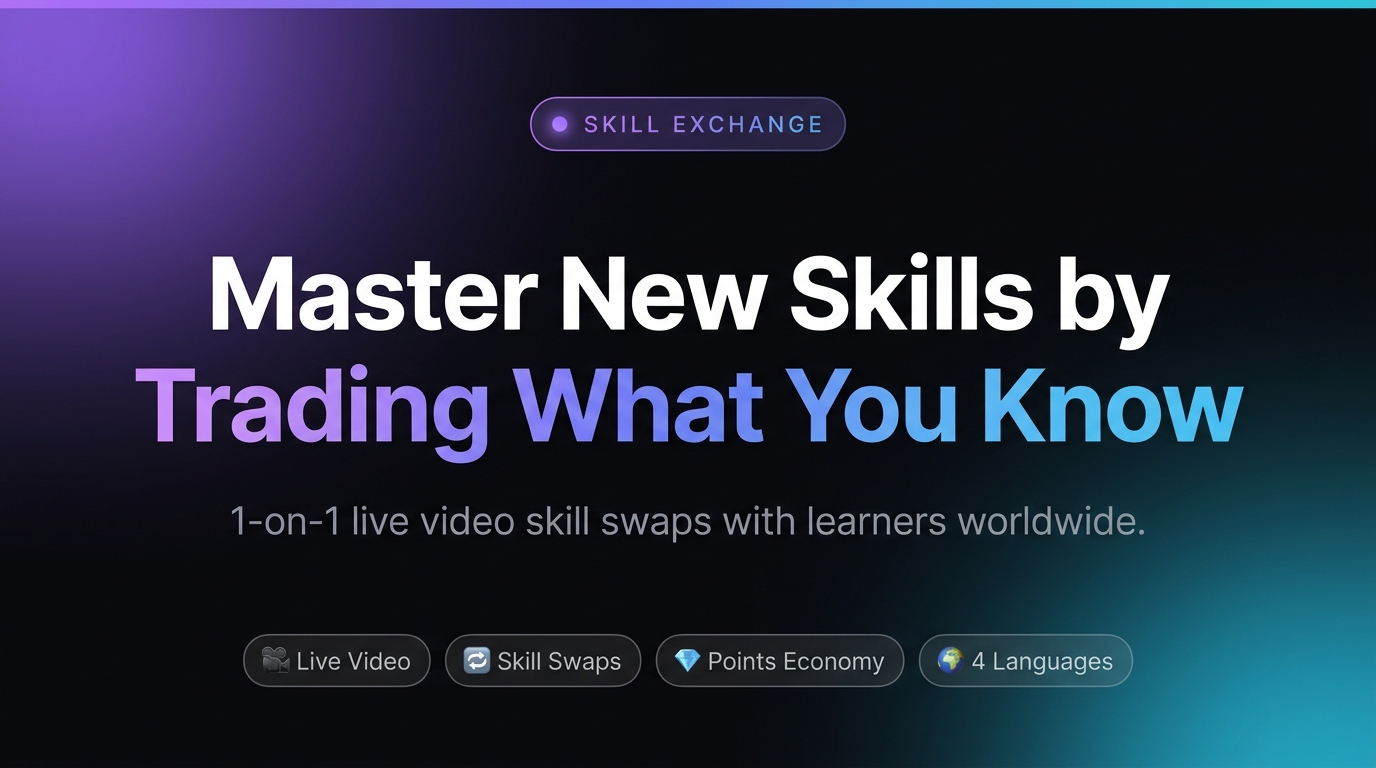 SKILL EXCHANGE
Master New Skills by
Trading What You Know
1-on-1 live video skill swaps with learners worldwide.
Live Video
Skill Swaps
Points Economy
4 Languages